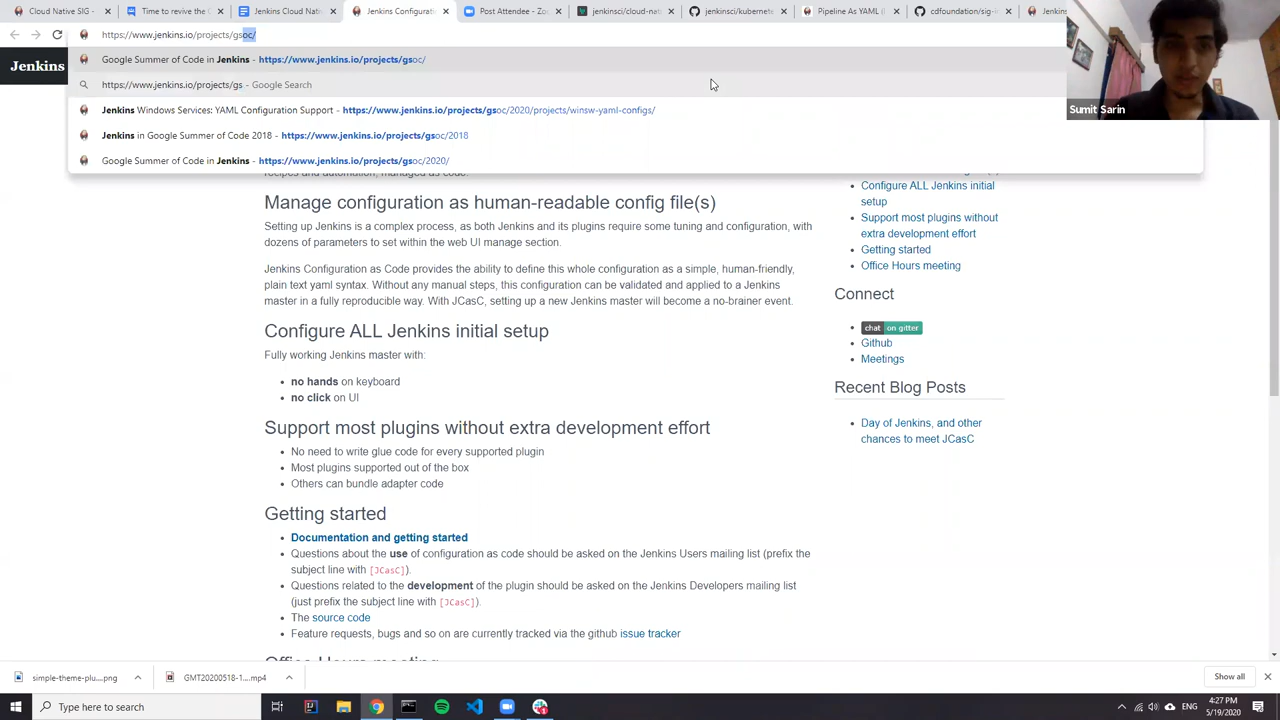 Cloud Native SIG -
Time to revive the C
Jenkins Cloud Nati
Jenkins Configuratio
Post Attendee - Zoo
jenkinsci/cloud-nat
jenkinsci/kubernete
Pipeline As YAML (
cdfoundation/sig-i
Jenkins
https://www.jenkins.io/projects/gsoc/
Google Summer of Code in Jenkins - https://www.jenkins.io/projects/gsoc/
https://www.jenkins.io/projects/gs - Google Search
Jenkins Windows Services: YAML Configuration Support - https://www.jenkins.io/projects/gsoc/2020/projects/winsw-yaml-configs/
Jenkins in Google Summer of Code 2018 - https://www.jenkins.io/projects/gsoc/2018
Google Summer of Code in Jenkins - https://www.jenkins.io/projects/gsoc/2020/
Sumit Sarin
Jenkins
recipes and automation, managed as code.
Manage configuration as human-readable config file(s)
Setting up Jenkins is a complex process, as both Jenkins and its plugins require some tuning and configuration, with
dozens of parameters to set within the web UI manage section.
Jenkins Configuration as Code provides the ability to define this whole configuration as a simple, human-friendly,
plain text yaml syntax. Without any manual steps, this configuration can be validated and applied to a Jenkins
master in a fully reproducible way. With JCasC, setting up a new Jenkins master will become a no-brainer event.
Configure ALL Jenkins initial setup
Fully working Jenkins master with:
no hands on keyboard
no click on UI
Support most plugins without extra development effort
No need to write glue code for every supported plugin
Most plugins supported out of the box
Others can bundle adapter code
Getting started
Documentation and getting started
Questions about the use of configuration as code should be asked on the Jenkins Users mailing list (prefix the
subject line with [JCasC]).
Questions related to the development of the plugin should be asked on the Jenkins Developers mailing list
(just prefix the subject line with [JCasC]).
The source code
Feature requests, bugs and so on are currently tracked via the github issue tracker
Office Hours meeting
Configure ALL Jenkins initial
setup
Support most plugins without
extra development effort
Getting started
Office Hours meeting
Connect
chat on gitter
Github
Meetings
Recent Blog Posts
Day of Jenkins, and other
chances to meet JCasC
simple-theme-plu....png
GMT20200518-1....mp4
Show all
Type here to search
ENG
4:27 PM
5/19/2020